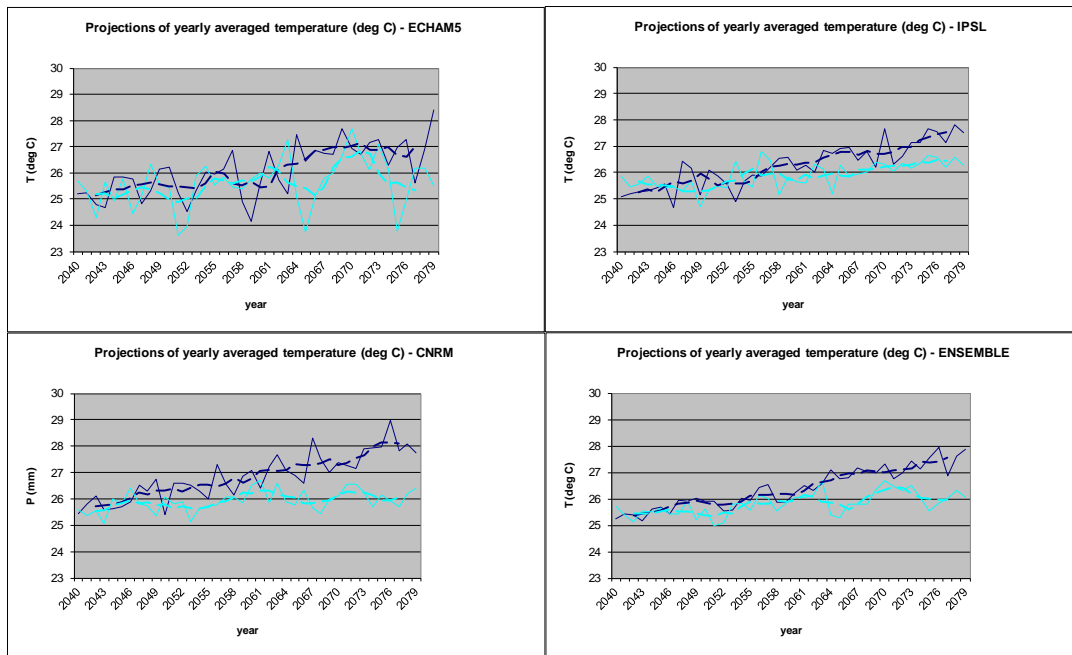 Projections of yearly averaged temperature (deg C) - ECHAM5
T (deg C)
30
29
28
27
26
25
24
23
2040 2043 2046 2049 2052 2055 2058 2061 2064 2067 2070 2073 2076 2079
year
Projections of yearly averaged temperature (deg C) - IPSL
T(deg C)
30
29
28
27
26
25
24
23
2040 2043 2046 2049 2052 2055 2058 2061 2064 2067 2070 2073 2076 2079
year
Projections of yearly averaged temperature (deg C) - CNRM
P (mm)
30
29
28
27
26
25
24
23
2040 2043 2046 2049 2052 2055 2058 2061 2064 2067 2070 2073 2076 2079
year
Projections of yearly averaged temperature (deg C) - ENSEMBLE
T(deg C)
30
29
28
27
26
25
24
23
2040 2043 2046 2049 2052 2055 2058 2061 2064 2067 2070 2073 2076 2079
year